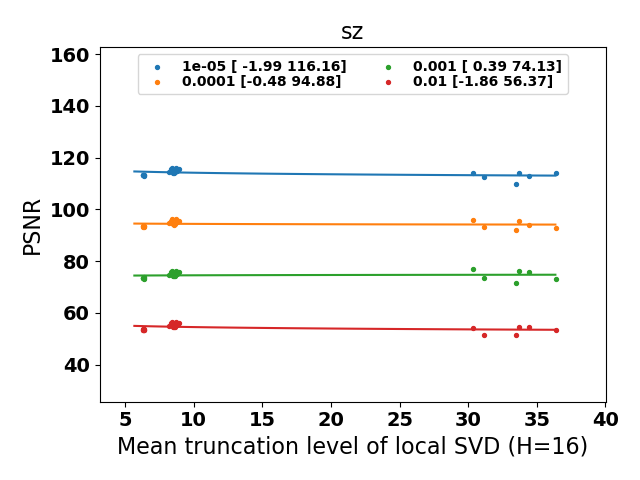 sz
1e-05 [ -1.99 116.16]
0.0001 [-0.48 94.88]
0.001 [ 0.39 74.13]
0.01 [-1.86 56.37]
PSNR
160
140
120
100
80
60
40
5 10 15 20 25 30 35 40
Mean truncation level of local SVD (H=16)